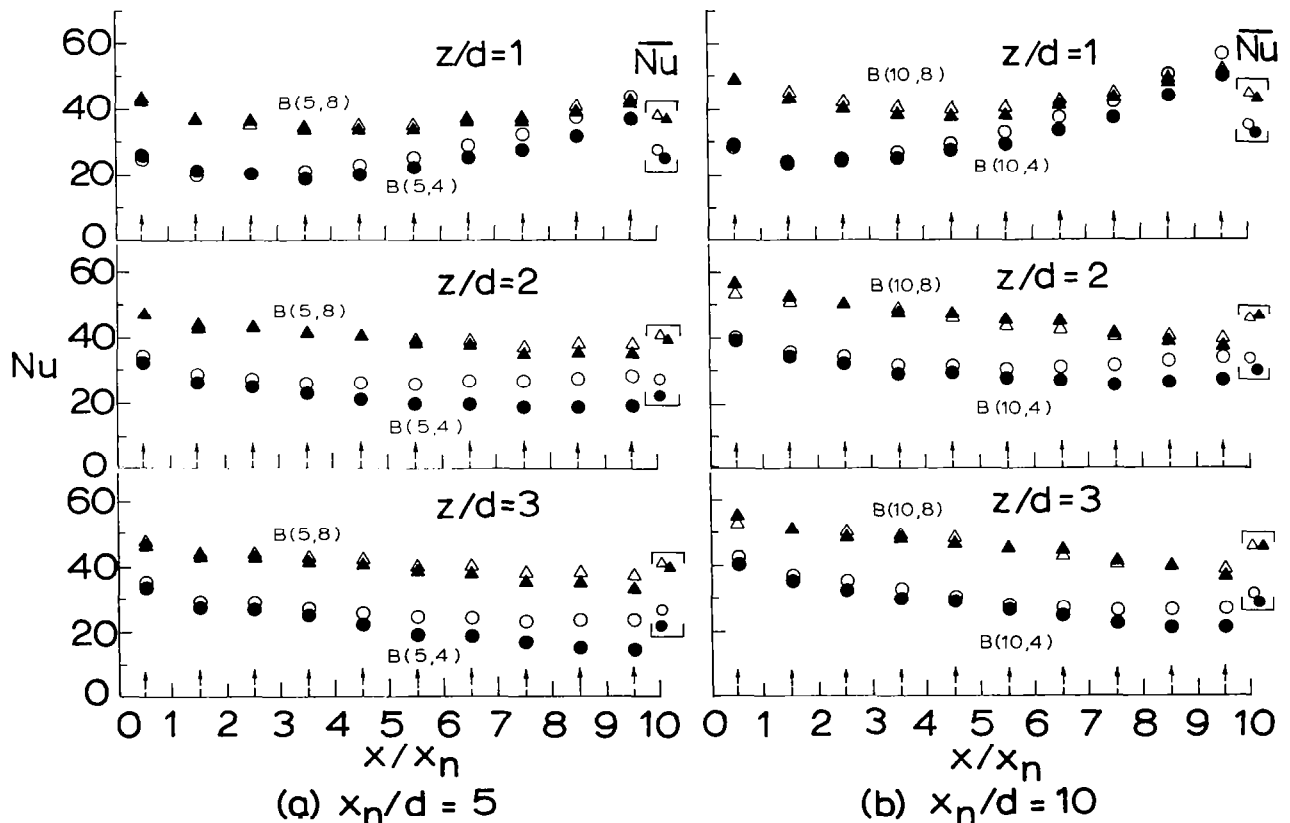 60
40
20
0
z/d=1
N̅u̅
B(5,8)
B(5,4)
z/d=1
N̅u̅
B(10,8)
B(10,4)
Nu
60
40
20
0
z/d=2
B(5,8)
B(5,4)
z/d=2
B(10,8)
B(10,4)
60
40
20
0
z/d=3
B(5,8)
B(5,4)
z/d=3
B(10,8)
B(10,4)
0 1 2 3 4 5 6 7 8 9 10
0 1 2 3 4 5 6 7 8 9 10
x/xn
x/xn
(a) xn/d = 5
(b) xn/d = 10